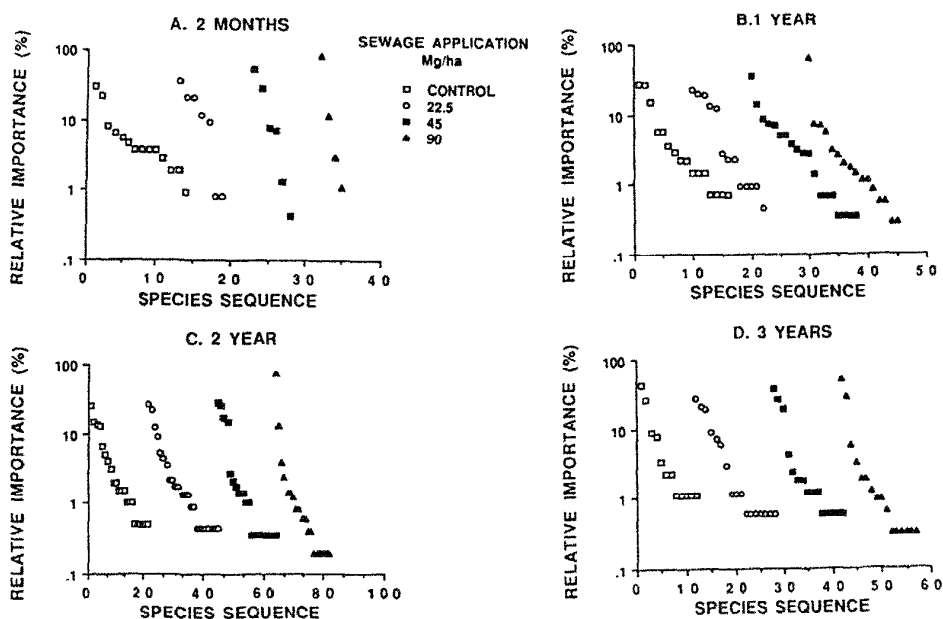 A. 2 MONTHS
RELATIVE IMPORTANCE (%)
100
10
1
.1
0 10 20 30 40
SPECIES SEQUENCE
SEWAGE APPLICATION
Mg/ha
CONTROL
22.5
45
90
B.1 YEAR
RELATIVE IMPORTANCE (%)
100
10
1
.1
0 10 20 30 40 50
SPECIES SEQUENCE
C. 2 YEAR
RELATIVE IMPORTANCE (%)
100
10
1
.1
0 20 40 60 80 100
SPECIES SEQUENCE
D. 3 YEARS
RELATIVE IMPORTANCE (%)
100
10
1
.1
0 10 20 30 40 50 60
SPECIES SEQUENCE